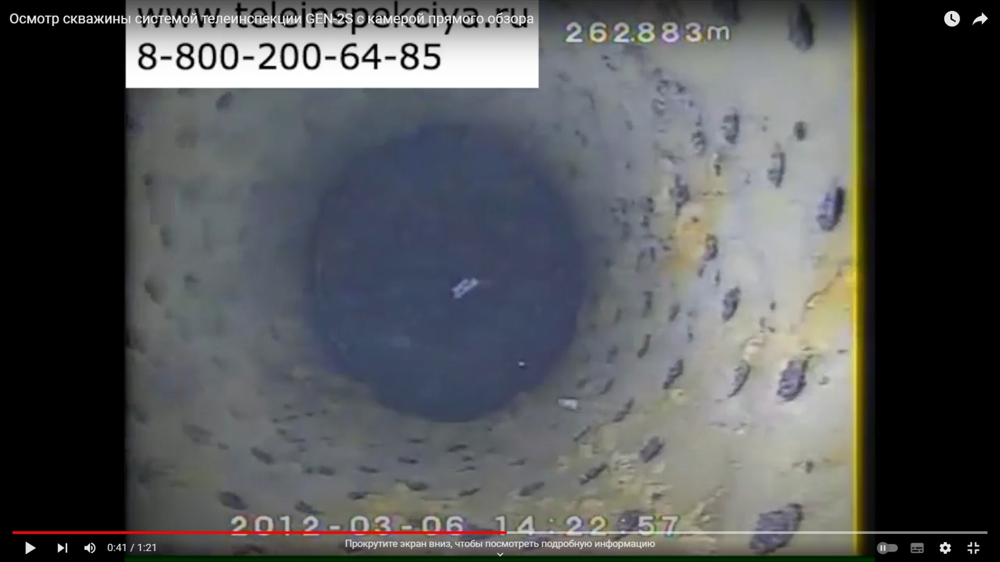 www.teleinspekciya.ru
Осмотр скважины системой телеинспекции GEN-2S с камерой прямого обзора
8-800-200-64-85
262.883m
2012-03-06 14:22:57
0:41 / 1:21
Прокрутите экран вниз, чтобы посмотреть подробную информацию